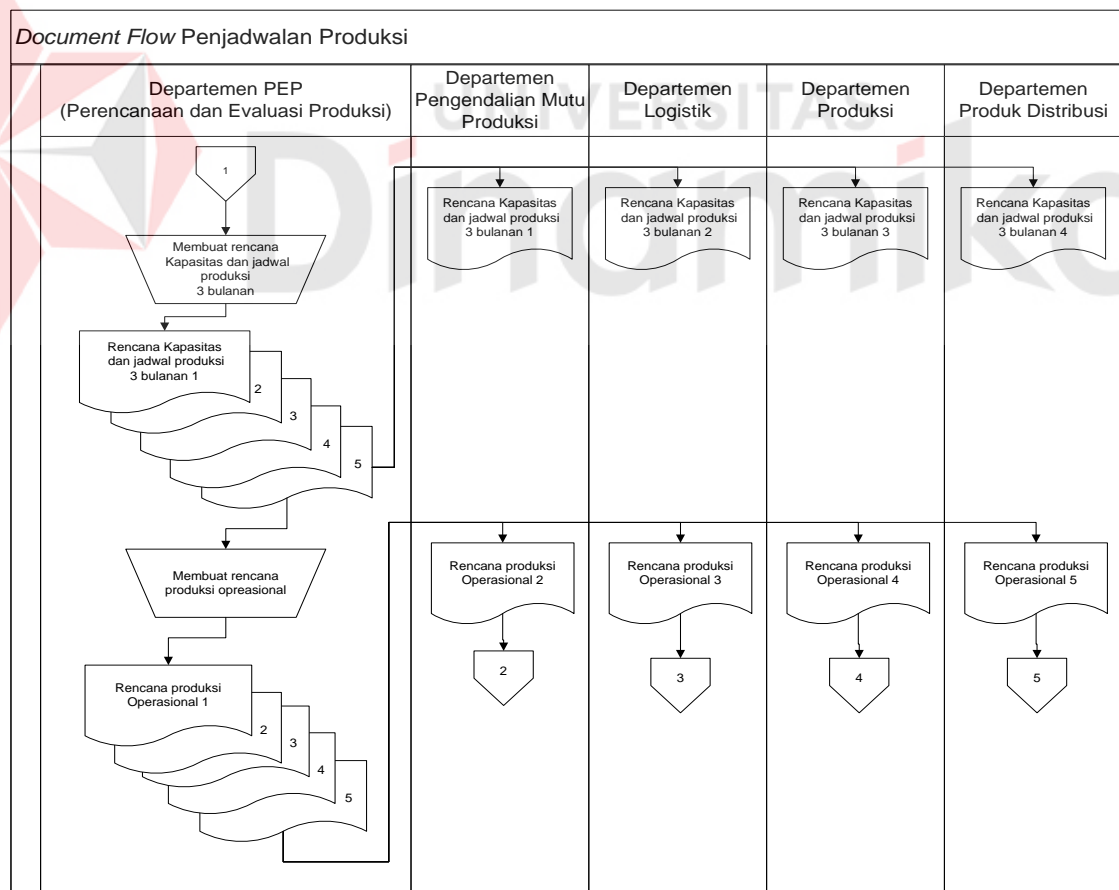 Document Flow Penjadwalan Produksi
Departemen PEP
(Perencanaan dan Evaluasi Produksi)
Departemen
Pengendalian Mutu
Produksi
Departemen
Logistik
Departemen
Produksi
Departemen
Produk Distribusi
UNIVERSITAS
Dinamika
1
Membuat rencana
Kapasitas dan jadwal
produksi
3 bulanan
Rencana Kapasitas
dan jadwal produksi
3 bulanan 1
2
3
4
5
Rencana Kapasitas
dan jadwal produksi
3 bulanan 1
Rencana Kapasitas
dan jadwal produksi
3 bulanan 2
Rencana Kapasitas
dan jadwal produksi
3 bulanan 3
Rencana Kapasitas
dan jadwal produksi
3 bulanan 4
Membuat rencana
produksi opreasional
Rencana produksi
Operasional 1
2
3
4
5
Rencana produksi
Operasional 2
Rencana produksi
Operasional 3
Rencana produksi
Operasional 4
Rencana produksi
Operasional 5
2
3
4
5